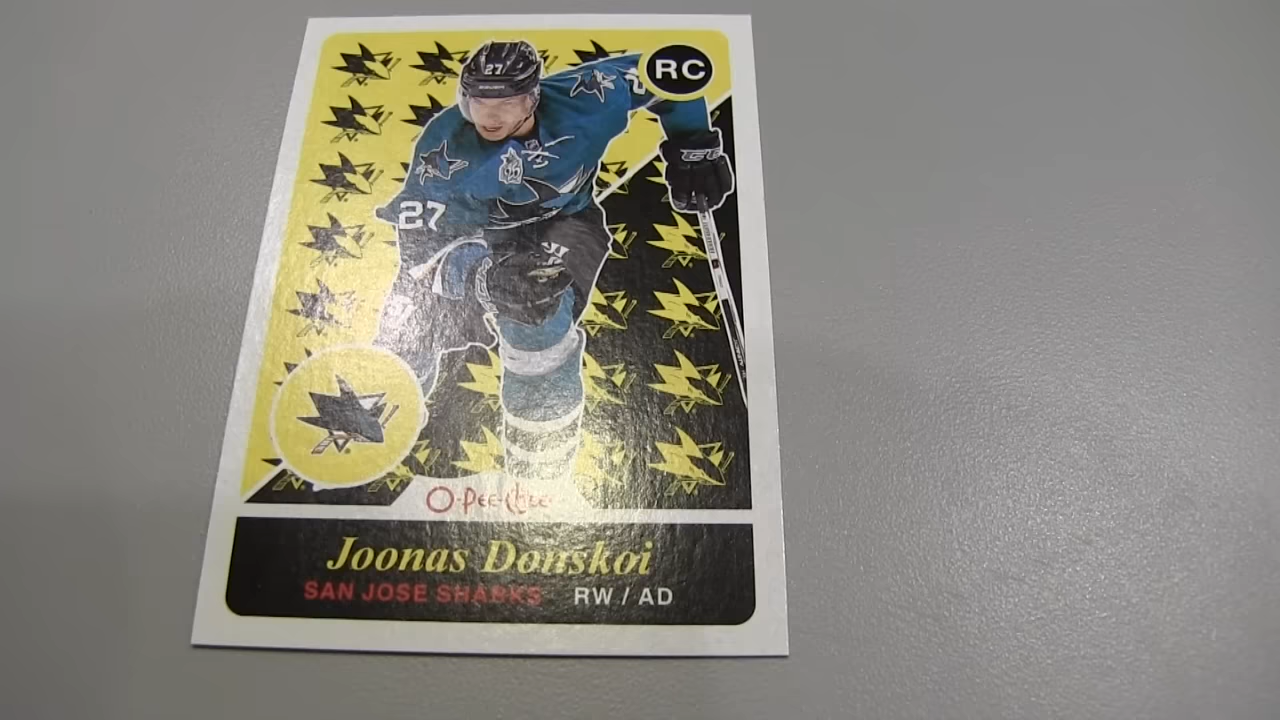 RC
27
27
O-Pee-Chee
Joonas Donskoi
SAN JOSE SHARKS RW / AD